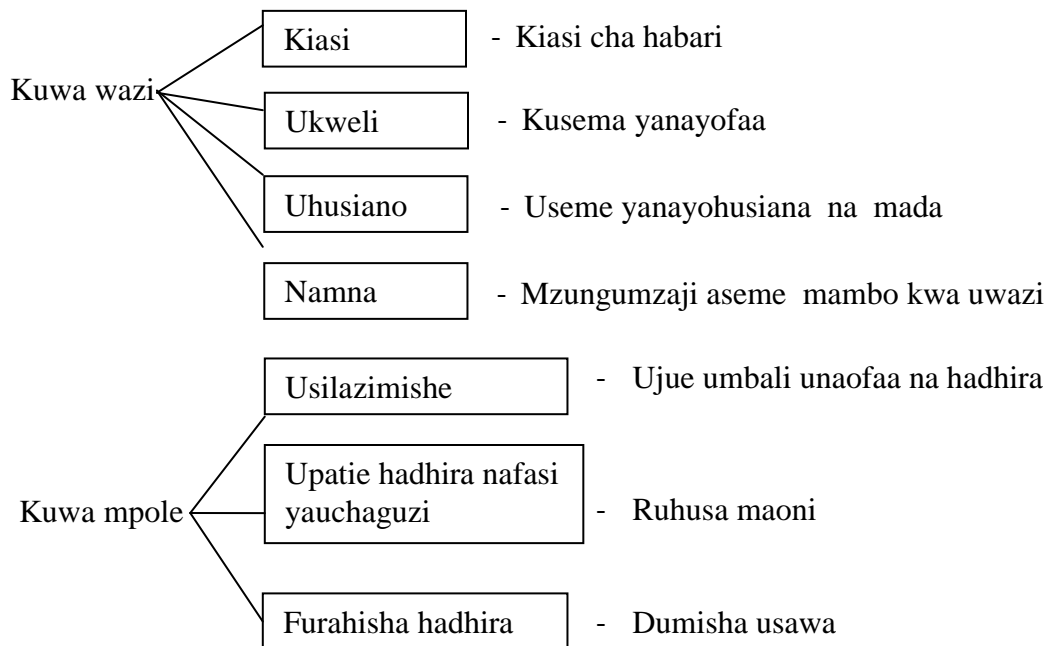 Kiasi - Kiasi cha habari
Kuwa wazi
Ukweli - Kusema yanayofaa
Uhusiano - Useme yanayohusiana na mada
Namna - Mzungumzaji aseme mambo kwa uwazi
Usilazimishe - Ujue umbali unaofaa na hadhira
Upatie hadhira nafasi
yauchaguzi
Kuwa mpole
- Ruhusa maoni
Furahisha hadhira - Dumisha usawa